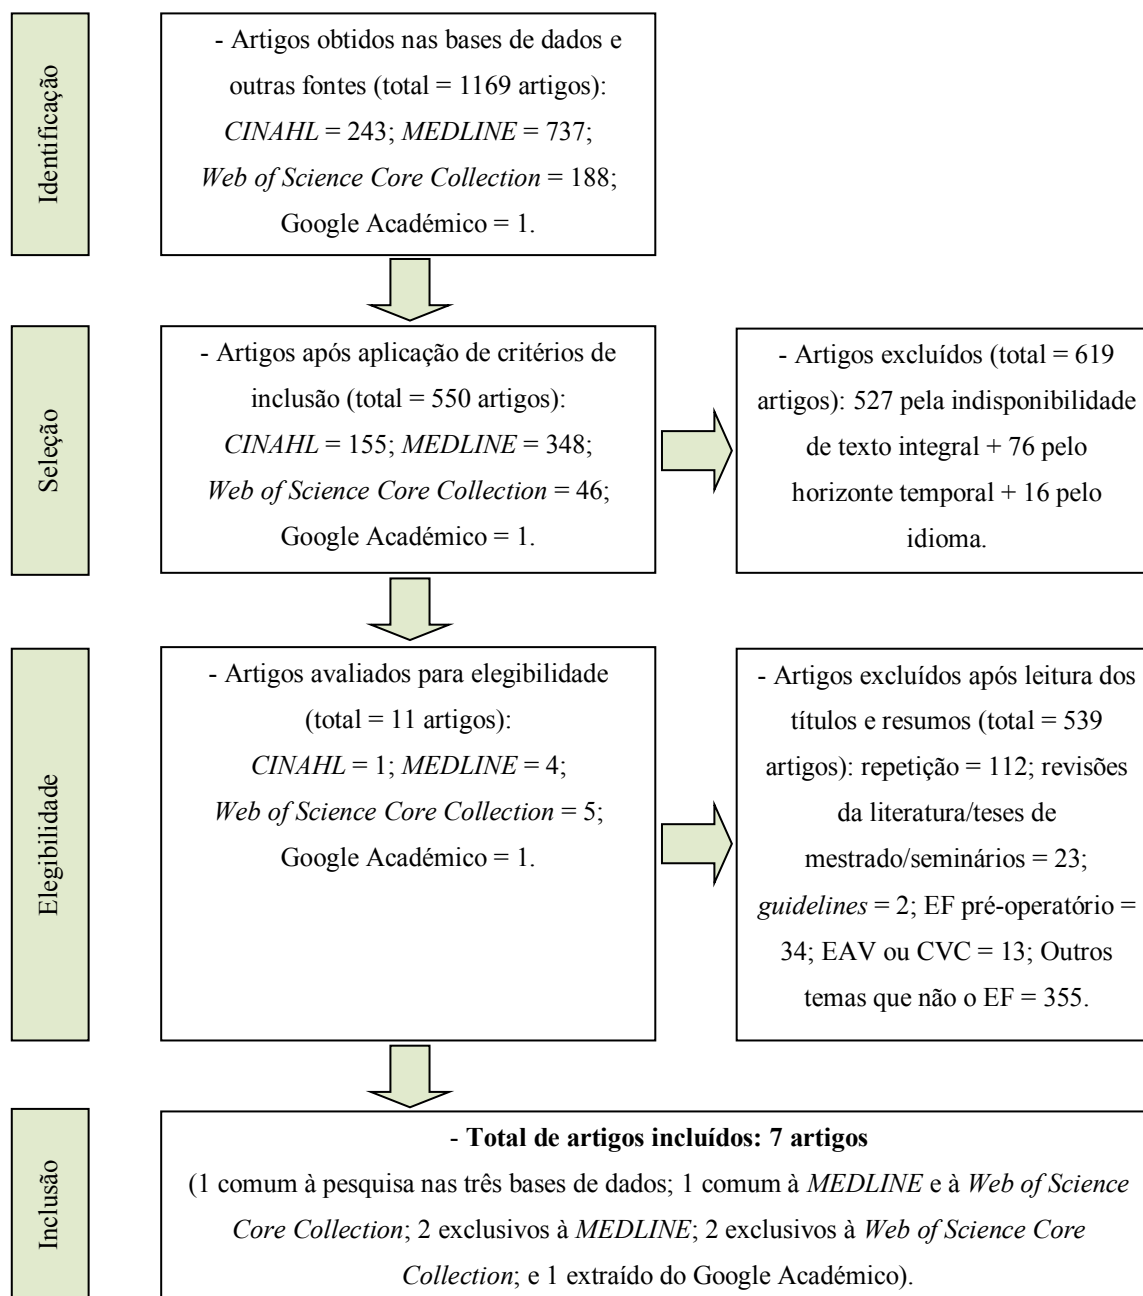 Identificação
- Artigos obtidos nas bases de dados e
outras fontes (total = 1169 artigos):
CINAHL = 243; MEDLINE = 737;
Web of Science Core Collection = 188;
Google Académico = 1.
Seleção
- Artigos após aplicação de critérios de
inclusão (total = 550 artigos):
CINAHL = 155; MEDLINE = 348;
Web of Science Core Collection = 46;
Google Académico = 1.
- Artigos excluídos (total = 619
artigos): 527 pela indisponibilidade
de texto integral + 76 pelo
horizonte temporal + 16 pelo
idioma.
Elegibilidade
- Artigos avaliados para elegibilidade
(total = 11 artigos):
CINAHL = 1; MEDLINE = 4;
Web of Science Core Collection = 5;
Google Académico = 1.
- Artigos excluídos após leitura dos
títulos e resumos (total = 539
artigos): repetição = 112; revisões
da literatura/teses de
mestrado/seminários = 23;
guidelines = 2; EF pré-operatório =
34; EAV ou CVC = 13; Outros
temas que não o EF = 355.
Inclusão
- Total de artigos incluídos: 7 artigos
(1 comum à pesquisa nas três bases de dados; 1 comum à MEDLINE e à Web of Science
Core Collection; 2 exclusivos à MEDLINE; 2 exclusivos à Web of Science Core
Collection; e 1 extraído do Google Académico).